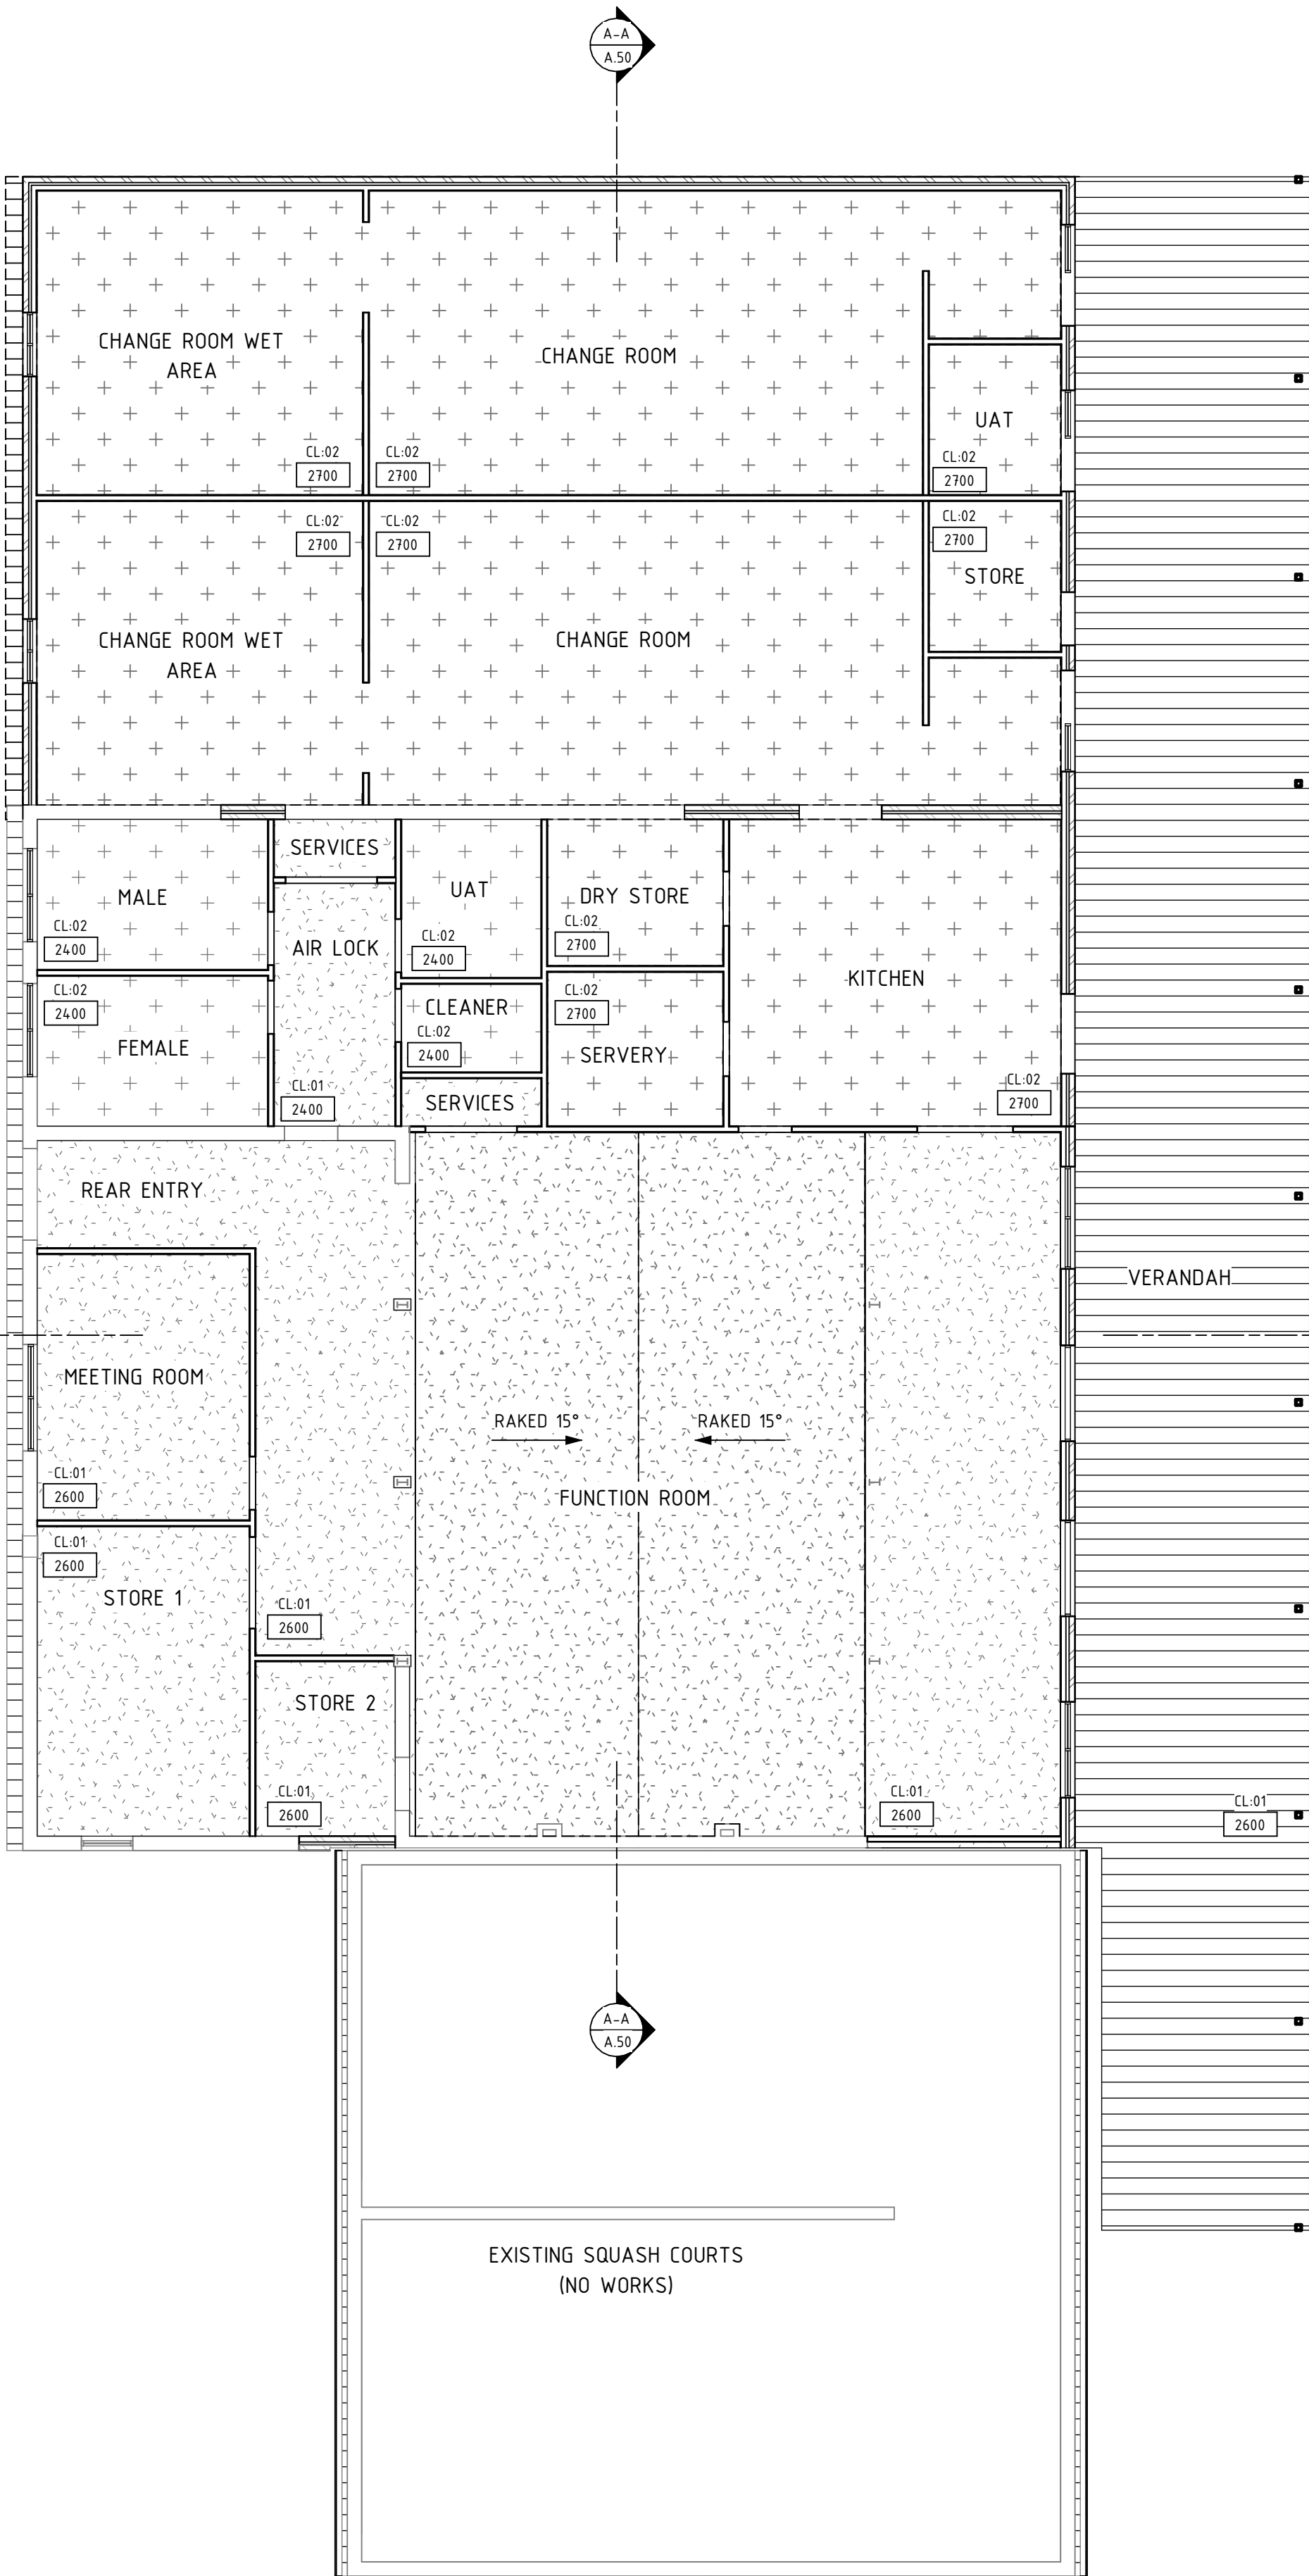 A-A
A.50
CHANGE ROOM WET
AREA
CHANGE ROOM
UAT
CL:02
2700
CL:02
2700
CL:02
2700
CL:02
2700
CL:02
2700
CL:02
2700
STORE
CHANGE ROOM WET
AREA
CHANGE ROOM
SERVICES
MALE
CL:02
2400
AIR LOCK
UAT
CL:02
2400
DRY STORE
CL:02
2700
KITCHEN
CL:02
2700
CL:02
2400
FEMALE
CL:01
2400
CLEANER
CL:02
2400
SERVICES
CL:02
2700
SERVERY
REAR ENTRY
VERANDAH
MEETING ROOM
CL:01
2600
RAKED 15°
RAKED 15°
FUNCTION ROOM
CL:01
2600
STORE 1
CL:01
2600
STORE 2
CL:01
2600
CL:01
2600
CL:01
2600
A-A
A.50
EXISTING SQUASH COURTS
(NO WORKS)